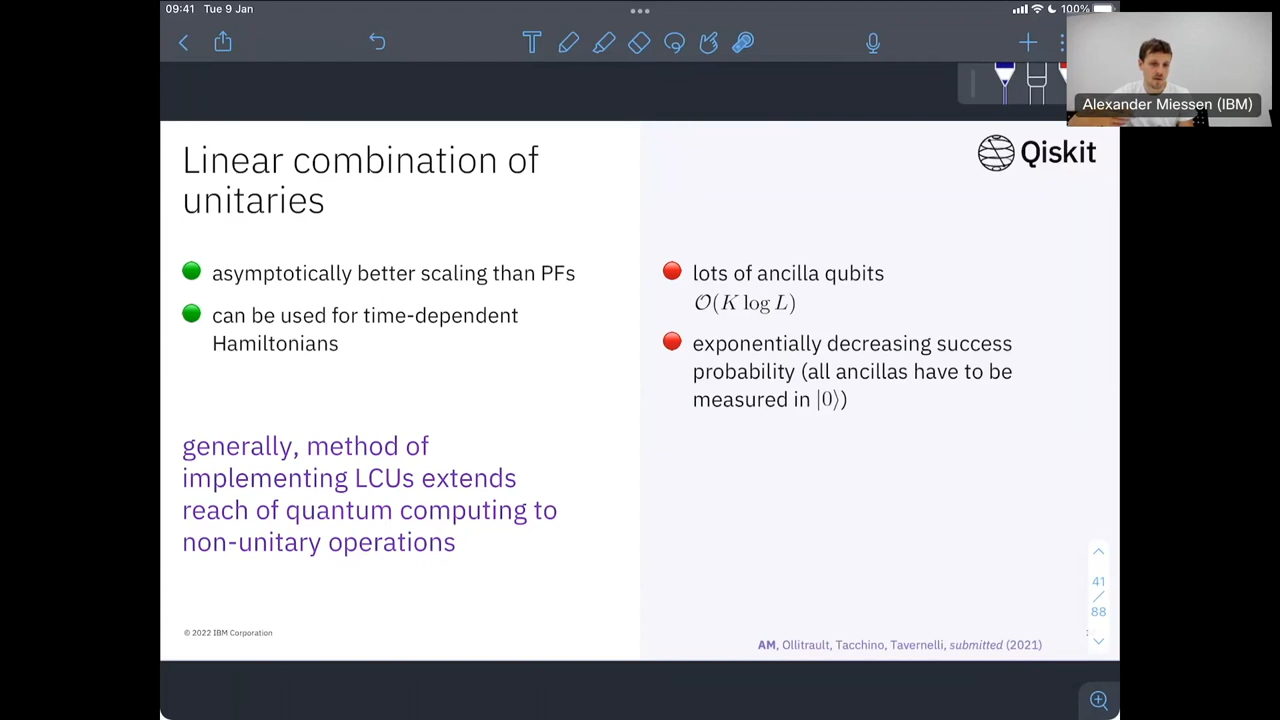 09:41 Tue 9 Jan
100%
Alexander Miessen (IBM)
Qiskit
Linear combination of
unitaries
asymptotically better scaling than PFs
can be used for time-dependent
Hamiltonians
generally, method of
implementing LCUs extends
reach of quantum computing to
non-unitary operations
lots of ancilla qubits
𝒪(K log L)
exponentially decreasing success
probability (all ancillas have to be
measured in |0⟩)
41
/
88
© 2022 IBM Corporation
AM, Ollitrault, Tacchino, Tavernelli, submitted (2021)